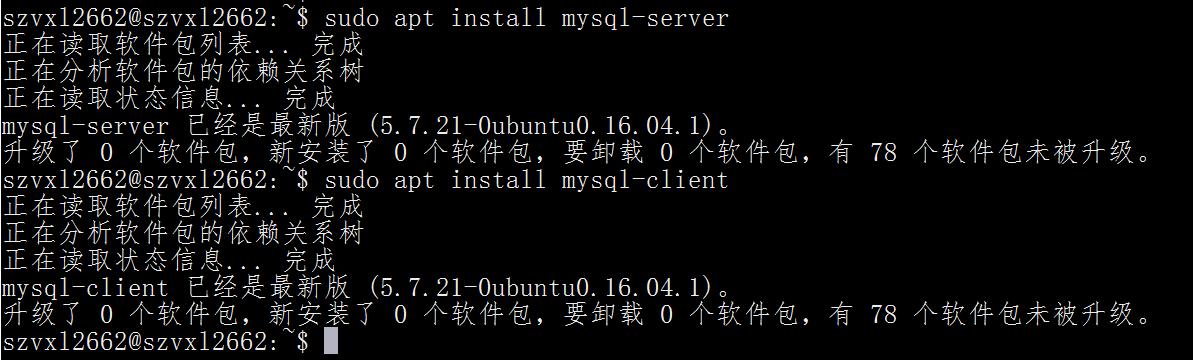 szvxl2662@szvxl2662:~$ sudo apt install mysql-server
正在读取软件包列表... 完成
正在分析软件包的依赖关系树
正在读取状态信息... 完成
mysql-server 已经是最新版 (5.7.21-0ubuntu0.16.04.1)。
升级了 0 个软件包，新安装了 0 个软件包，要卸载 0 个软件包，有 78 个软件包未被升级。
szvxl2662@szvxl2662:~$ sudo apt install mysql-client
正在读取软件包列表... 完成
正在分析软件包的依赖关系树
正在读取状态信息... 完成
mysql-client 已经是最新版 (5.7.21-0ubuntu0.16.04.1)。
升级了 0 个软件包，新安装了 0 个软件包，要卸载 0 个软件包，有 78 个软件包未被升级。
szvxl2662@szvxl2662:~$